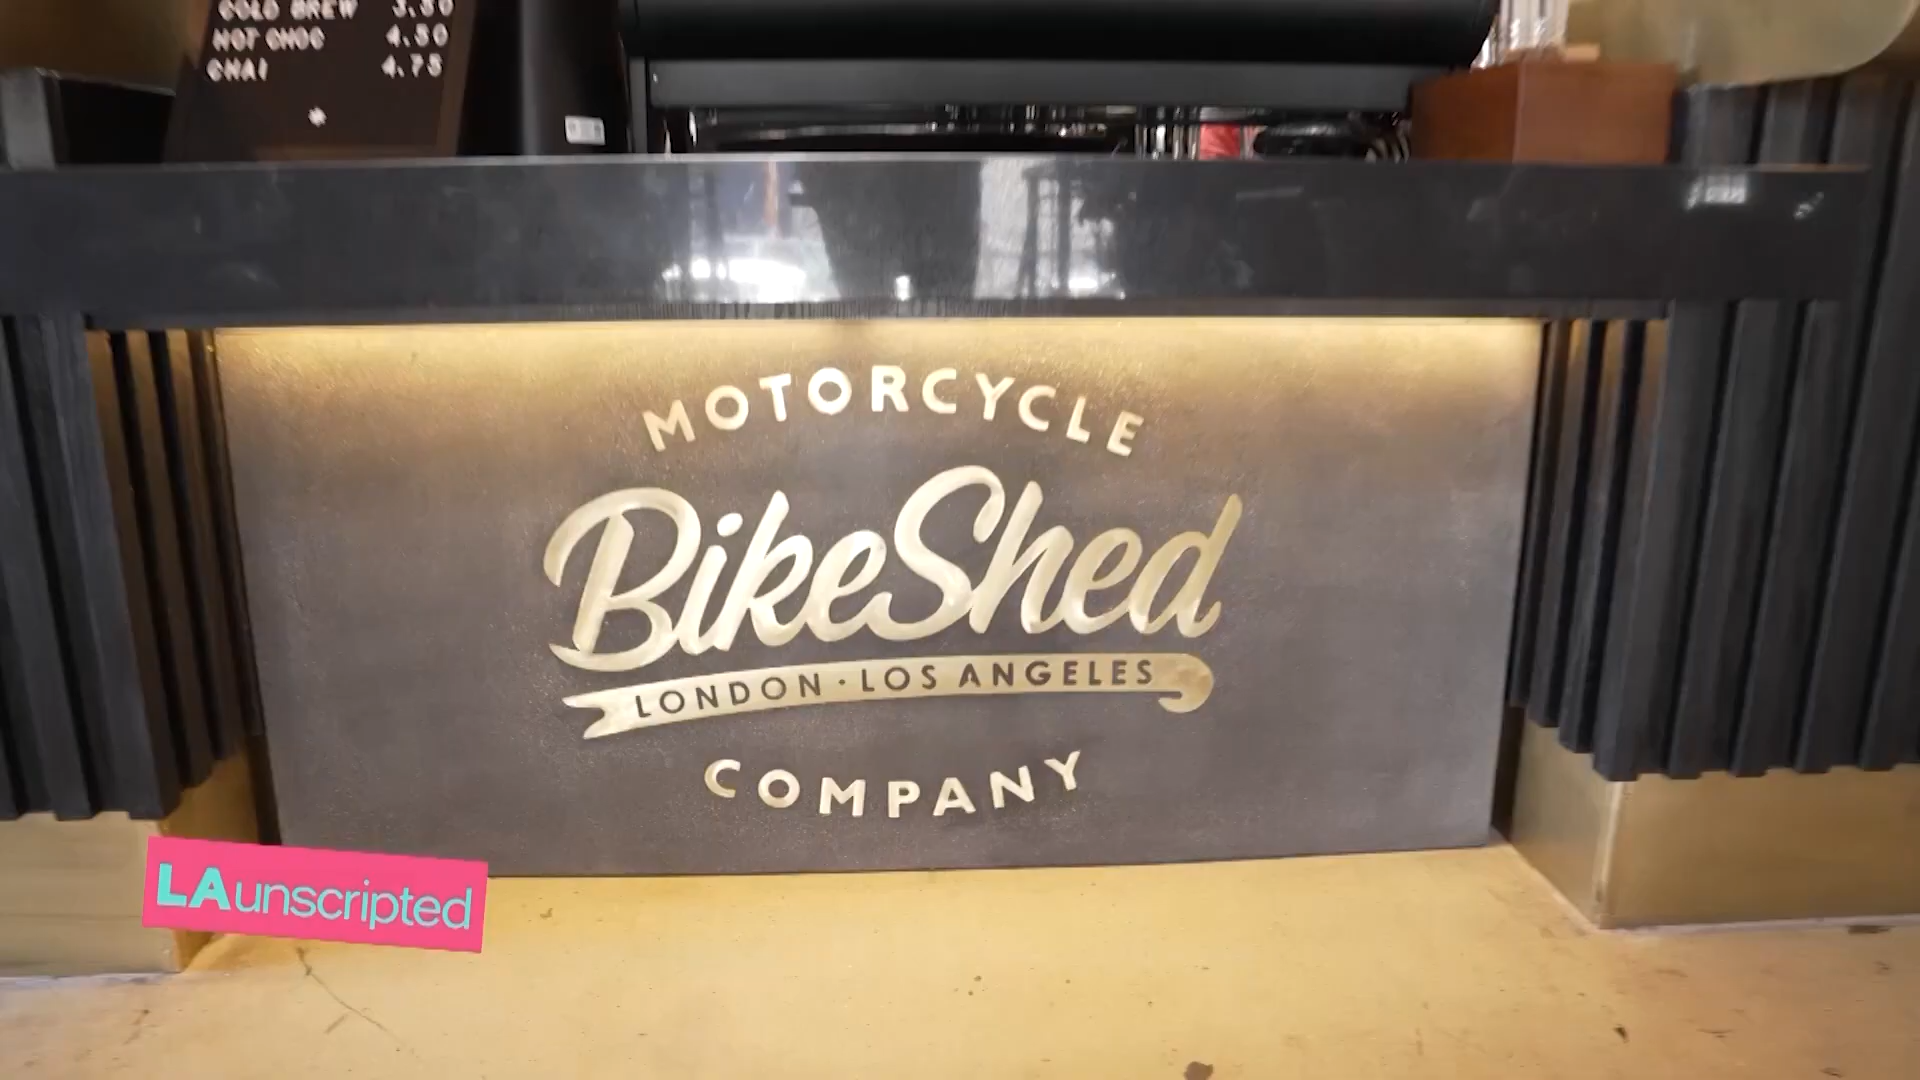 COLD BREW 3.50
HOT CHOC 4.50
CHAI 4.75
MOTORCYCLE
BikeShed
LONDON · LOS ANGELES
COMPANY
LAunscripted